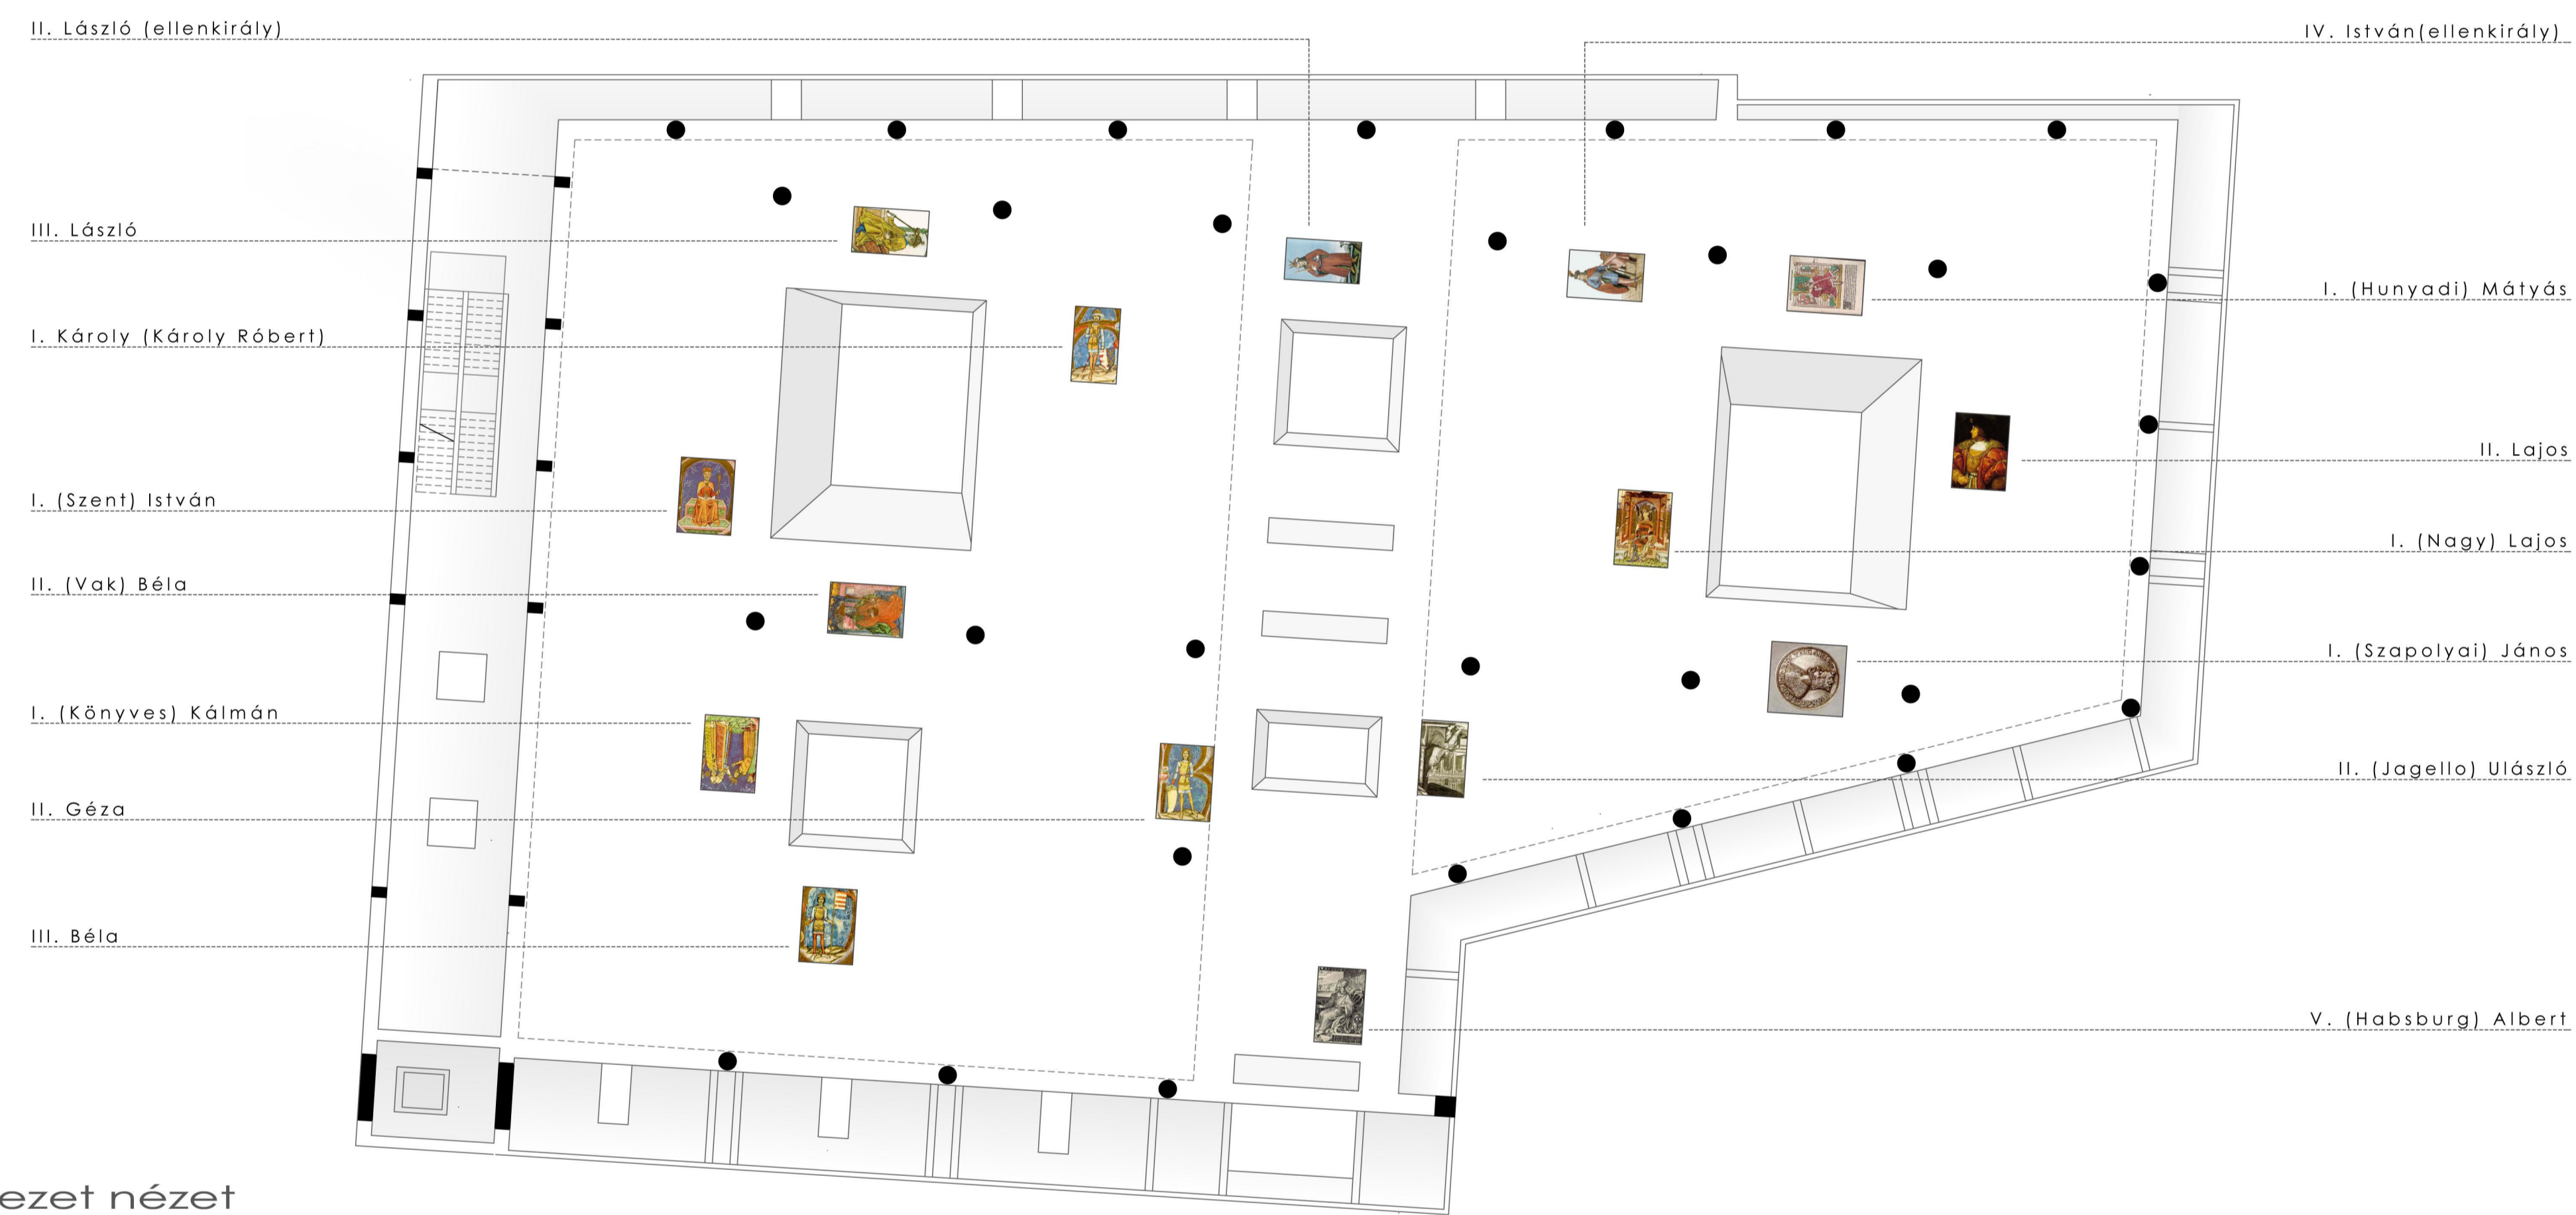 II. László (ellenkirály)
IV. István(ellenkirály)
III. László
I. (Hunyadi) Mátyás
I. Károly (Károly Róbert)
II. Lajos
I. (Szent) István
I. (Nagy) Lajos
II. (Vak) Béla
I. (Szapolyai) János
I. (Könyves) Kálmán
II. (Jagello) Ulászló
II. Géza
III. Béla
V. (Habsburg) Albert
ezet nézet